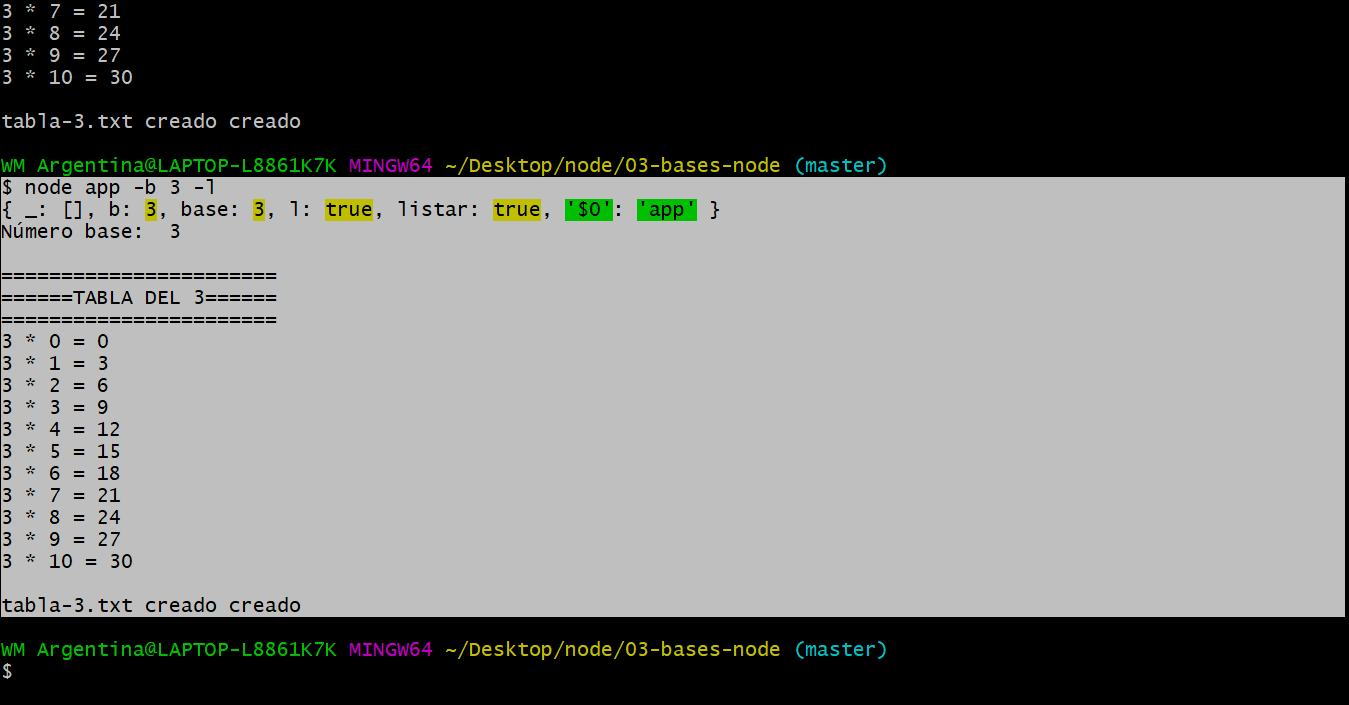 3 * 7 = 21
3 * 8 = 24
3 * 9 = 27
3 * 10 = 30
tabla-3.txt creado creado
WM Argentina@LAPTOP-L8861K7K MINGW64 ~/Desktop/node/03-bases-node (master)
$ node app -b 3 -l
{ _: [], b: 3, base: 3, l: true, listar: true, '$0': 'app' }
Número base:  3
=======================
======TABLA DEL 3======
=======================
3 * 0 = 0
3 * 1 = 3
3 * 2 = 6
3 * 3 = 9
3 * 4 = 12
3 * 5 = 15
3 * 6 = 18
3 * 7 = 21
3 * 8 = 24
3 * 9 = 27
3 * 10 = 30
tabla-3.txt creado creado
WM Argentina@LAPTOP-L8861K7K MINGW64 ~/Desktop/node/03-bases-node (master)
$